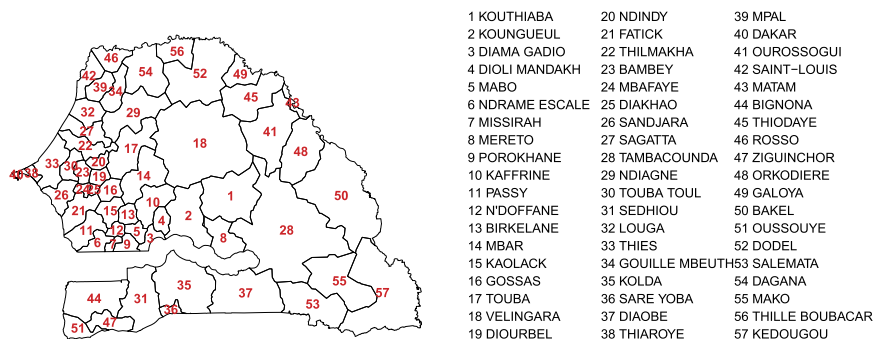 56
46
54
52
49
42
39
34
45
43
32
29
27
41
22
17
18
48
33
30
20
23
19
14
40
38
24
25
16
26
1
50
10
21
15
13
2
4
11
12
5
3
28
6
7
9
8
55
35
37
57
44
31
53
36
47
51
1 KOUTHIABA
2 KOUNGUEUL
3 DIAMA GADIO
4 DIOLI MANDAKH
5 MABO
6 NDRAME ESCALE
7 MISSIRAH
8 MERETO
9 POROKHANE
10 KAFFRINE
11 PASSY
12 N'DOFFANE
13 BIRKELANE
14 MBAR
15 KAOLACK
16 GOSSAS
17 TOUBA
18 VELINGARA
19 DIOURBEL
20 NDINDY
21 FATICK
22 THILMAKHA
23 BAMBEY
24 MBAFAYE
25 DIAKHAO
26 SANDJARA
27 SAGATTA
28 TAMBACOUNDA
29 NDIAGNE
30 TOUBA TOUL
31 SEDHIOU
32 LOUGA
33 THIES
34 GOUILLE MBEUTH
35 KOLDA
36 SARE YOBA
37 DIAOBE
38 THIAROYE
39 MPAL
40 DAKAR
41 OUROSSOGUI
42 SAINT−LOUIS
43 MATAM
44 BIGNONA
45 THIODAYE
46 ROSSO
47 ZIGUINCHOR
48 ORKODIERE
49 GALOYA
50 BAKEL
51 OUSSOUYE
52 DODEL
53 SALEMATA
54 DAGANA
55 MAKO
56 THILLE BOUBACAR
57 KEDOUGOU